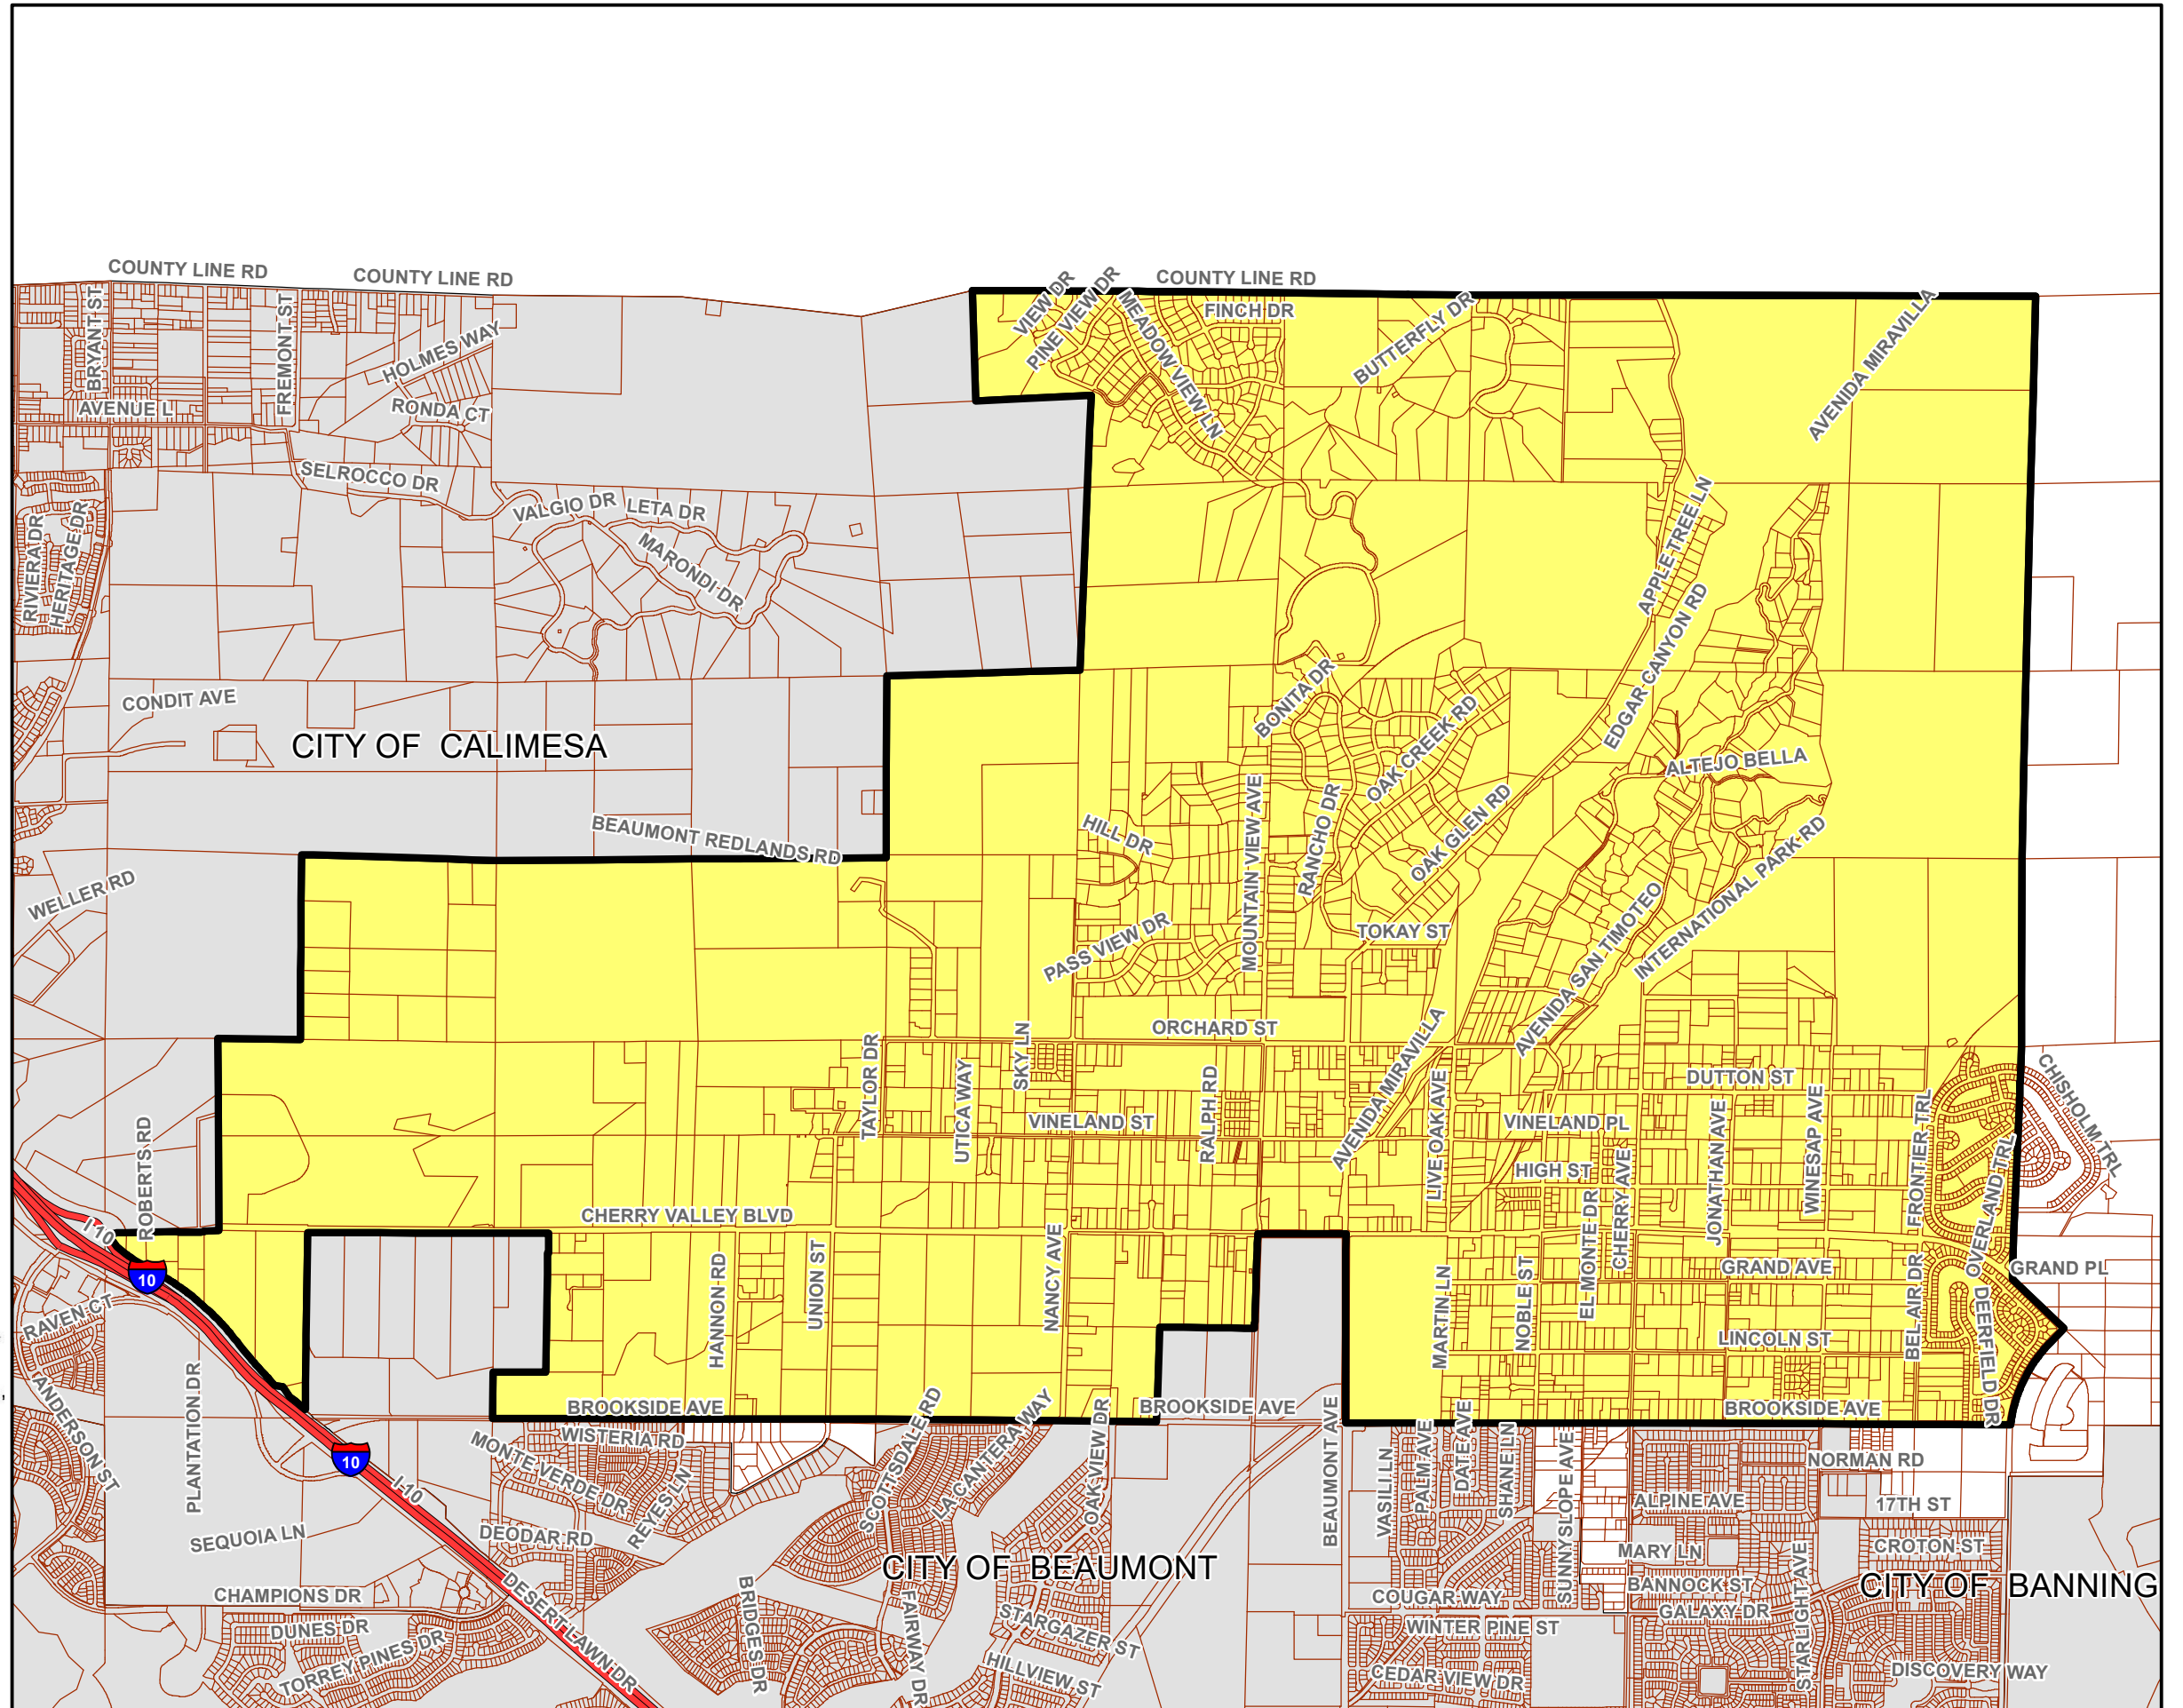 COUNTY LINE RD
COUNTY LINE RD
COUNTY LINE RD
VIEW DR
PINE VIEW DR
MEADOW VIEW LN
FINCH DR
BUTTERFLY DR
AVENIDA MIRAVILLA
BRYANT ST
FREMONT ST
HOLMES WAY
AVENUE L
RONDA CT
SELROCCO DR
VALGIO DR
LETA DR
MARONDI DR
RIVIERA DR
HERITAGE DR
APPLE TREE LN
EDGAR CANYON RD
CONDIT AVE
CITY OF CALIMESA
BONITA DR
OAK CREEK RD
ALTEJO BELLA
BEAUMONT REDLANDS RD
HILL DR
MOUNTAIN VIEW AVE
RANCHO DR
OAK GLEN RD
INTERNATIONAL PARK RD
WELLER RD
PASS VIEW DR
TOKAY ST
AVENIDA SAN TIMOTEO
ORCHARD ST
TAYLOR DR
UTICA WAY
SKY LN
RALPH RD
AVENIDA MIRAVILLA
LIVE OAK AVE
DUTTON ST
CHISHOLM TRL
VINELAND ST
VINELAND PL
HIGH ST
JONATHAN AVE
WINESAP AVE
FRONTIER TRL
OVERLAND TRL
ROBERTS RD
I 10
10
CHERRY VALLEY BLVD
EL MONTE DR
CHERRY AVE
GRAND AVE
GRAND PL
RAVEN CT
HANNON RD
UNION ST
NANCY AVE
MARTIN LN
NOBLE ST
LINCOLN ST
BELAIR DR
DEERFIELD DR
ANDERSON ST
PLANTATION DR
BROOKSIDE AVE
BROOKSIDE AVE
BROOKSIDE AVE
WISTERIA RD
MONTE VERDE DR
REYES LN
SCOTTSDALE RD
LA CANTERA WAY
OAKVIEW DR
BEAUMONT AVE
VASILI LN
PALM AVE
DATE AVE
SHANE LN
SUNNYSLOPE AVE
NORMAN RD
10
I-10
SEQUOIA LN
DEODAR RD
ALPINE AVE
17TH ST
CITY OF BEAUMONT
MARY LN
CROTON ST
STARLIGHT AVE
CITY OF BANNING
CHAMPIONS DR
DESERT LAWN DR
BRIDGES DR
FAIRWAY DR
COUGAR WAY
BANNOCK ST
GALAXY DR
DUNES DR
STARGAZER ST
WINTER PINE ST
TORREY PINES DR
HILLVIEW ST
CEDAR VIEW DR
DISCOVERY WAY